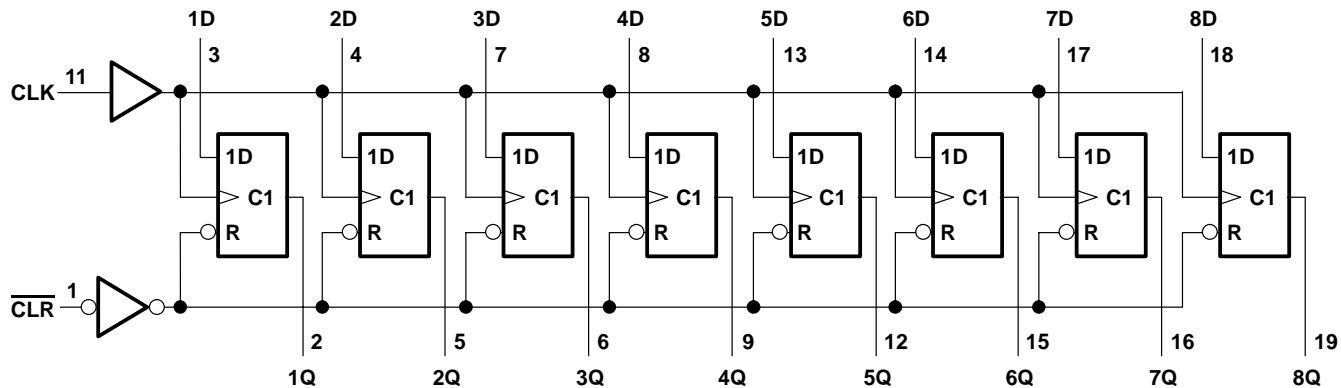 1D 2D 3D 4D 5D 6D 7D 8D
3 4 7 8 13 14 17 18
CLK 11
1D 1D 1D 1D 1D 1D 1D 1D
C1 C1 C1 C1 C1 C1 C1 C1
R R R R R R R R
CLR 1
2 5 6 9 12 15 16 19
1Q 2Q 3Q 4Q 5Q 6Q 7Q 8Q